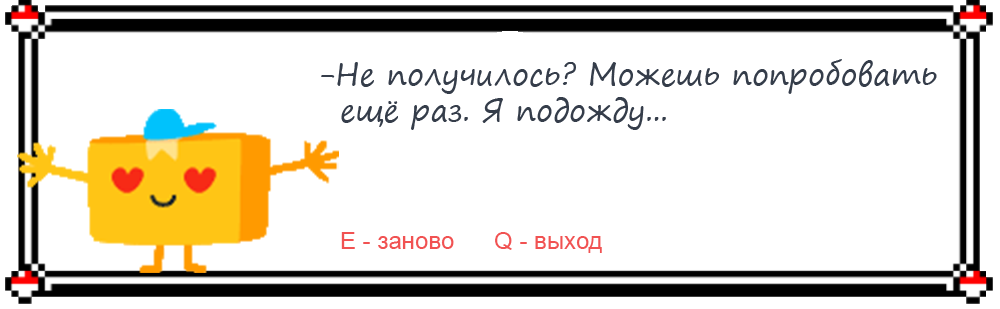 -Не получилось? Можешь попробовать
ещё раз. Я подожду...
E - заново Q - выход